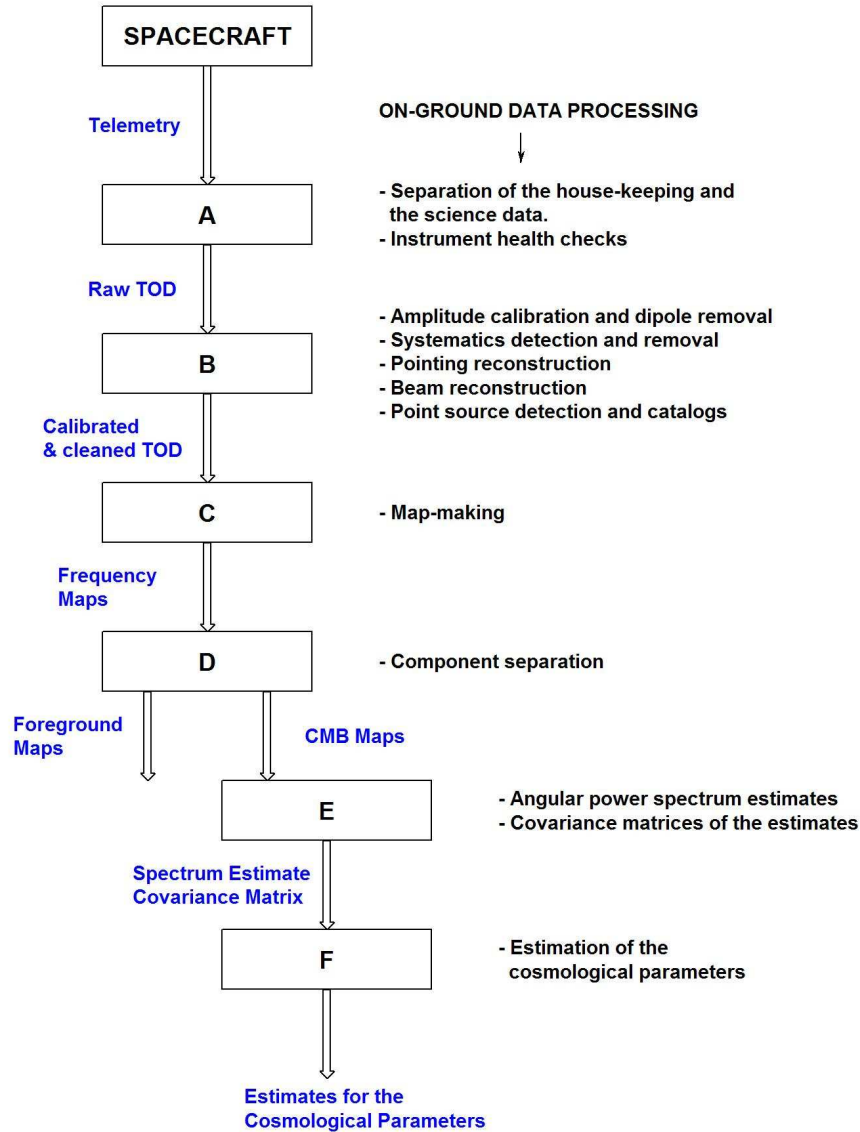 SPACECRAFT
Telemetry
ON-GROUND DATA PROCESSING
A
- Separation of the house-keeping and
the science data.
- Instrument health checks
Raw TOD
B
- Amplitude calibration and dipole removal
- Systematics detection and removal
- Pointing reconstruction
- Beam reconstruction
- Point source detection and catalogs
Calibrated
& cleaned TOD
C
- Map-making
Frequency
Maps
D
- Component separation
Foreground
Maps
CMB Maps
E
- Angular power spectrum estimates
- Covariance matrices of the estimates
Spectrum Estimate
Covariance Matrix
F
- Estimation of the
cosmological parameters
Estimates for the
Cosmological Parameters